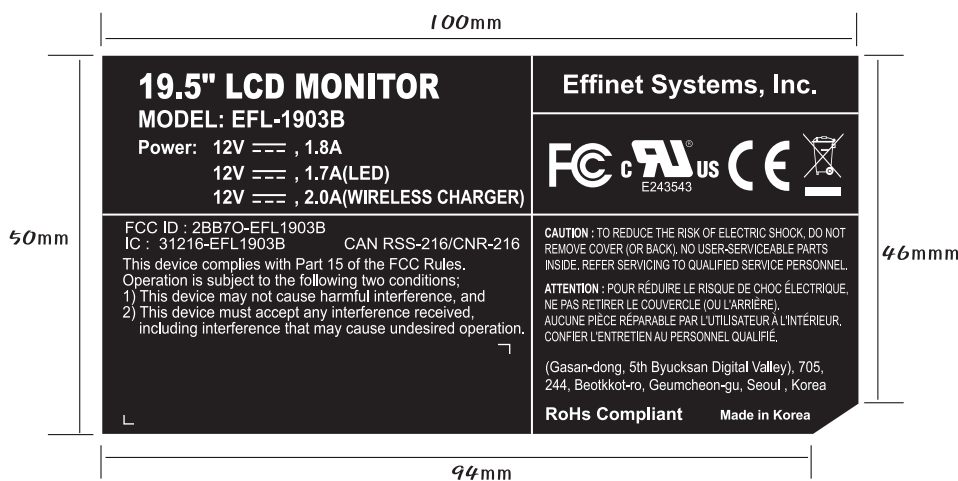 100mm
19.5" LCD MONITOR
MODEL: EFL-1903B
Power: 12V ⎓ , 1.8A
12V ⎓ , 1.7A(LED)
12V ⎓ , 2.0A(WIRELESS CHARGER)
Effinet Systems, Inc.
FC c RU ® US CE
E243543
50mm
FCC ID : 2BB7O-EFL1903B
IC : 31216-EFL1903B CAN RSS-216/CNR-216
This device complies with Part 15 of the FCC Rules.
Operation is subject to the following two conditions;
1) This device may not cause harmful interference, and
2) This device must accept any interference received,
including interference that may cause undesired operation.
CAUTION : TO REDUCE THE RISK OF ELECTRIC SHOCK, DO NOT
REMOVE COVER (OR BACK). NO USER-SERVICEABLE PARTS
INSIDE. REFER SERVICING TO QUALIFIED SERVICE PERSONNEL.
ATTENTION : POUR RÉDUIRE LE RISQUE DE CHOC ÉLECTRIQUE,
NE PAS RETIRER LE COUVERCLE (OU L'ARRIÈRE).
AUCUNE PIÈCE RÉPARABLE PAR L'UTILISATEUR À L'INTÉRIEUR.
CONFIER L'ENTRETIEN AU PERSONNEL QUALIFIÉ.
(Gasan-dong, 5th Byucksan Digital Valley), 705,
244, Beotkkot-ro, Geumcheon-gu, Seoul , Korea
RoHs Compliant Made in Korea
46mmm
94mm